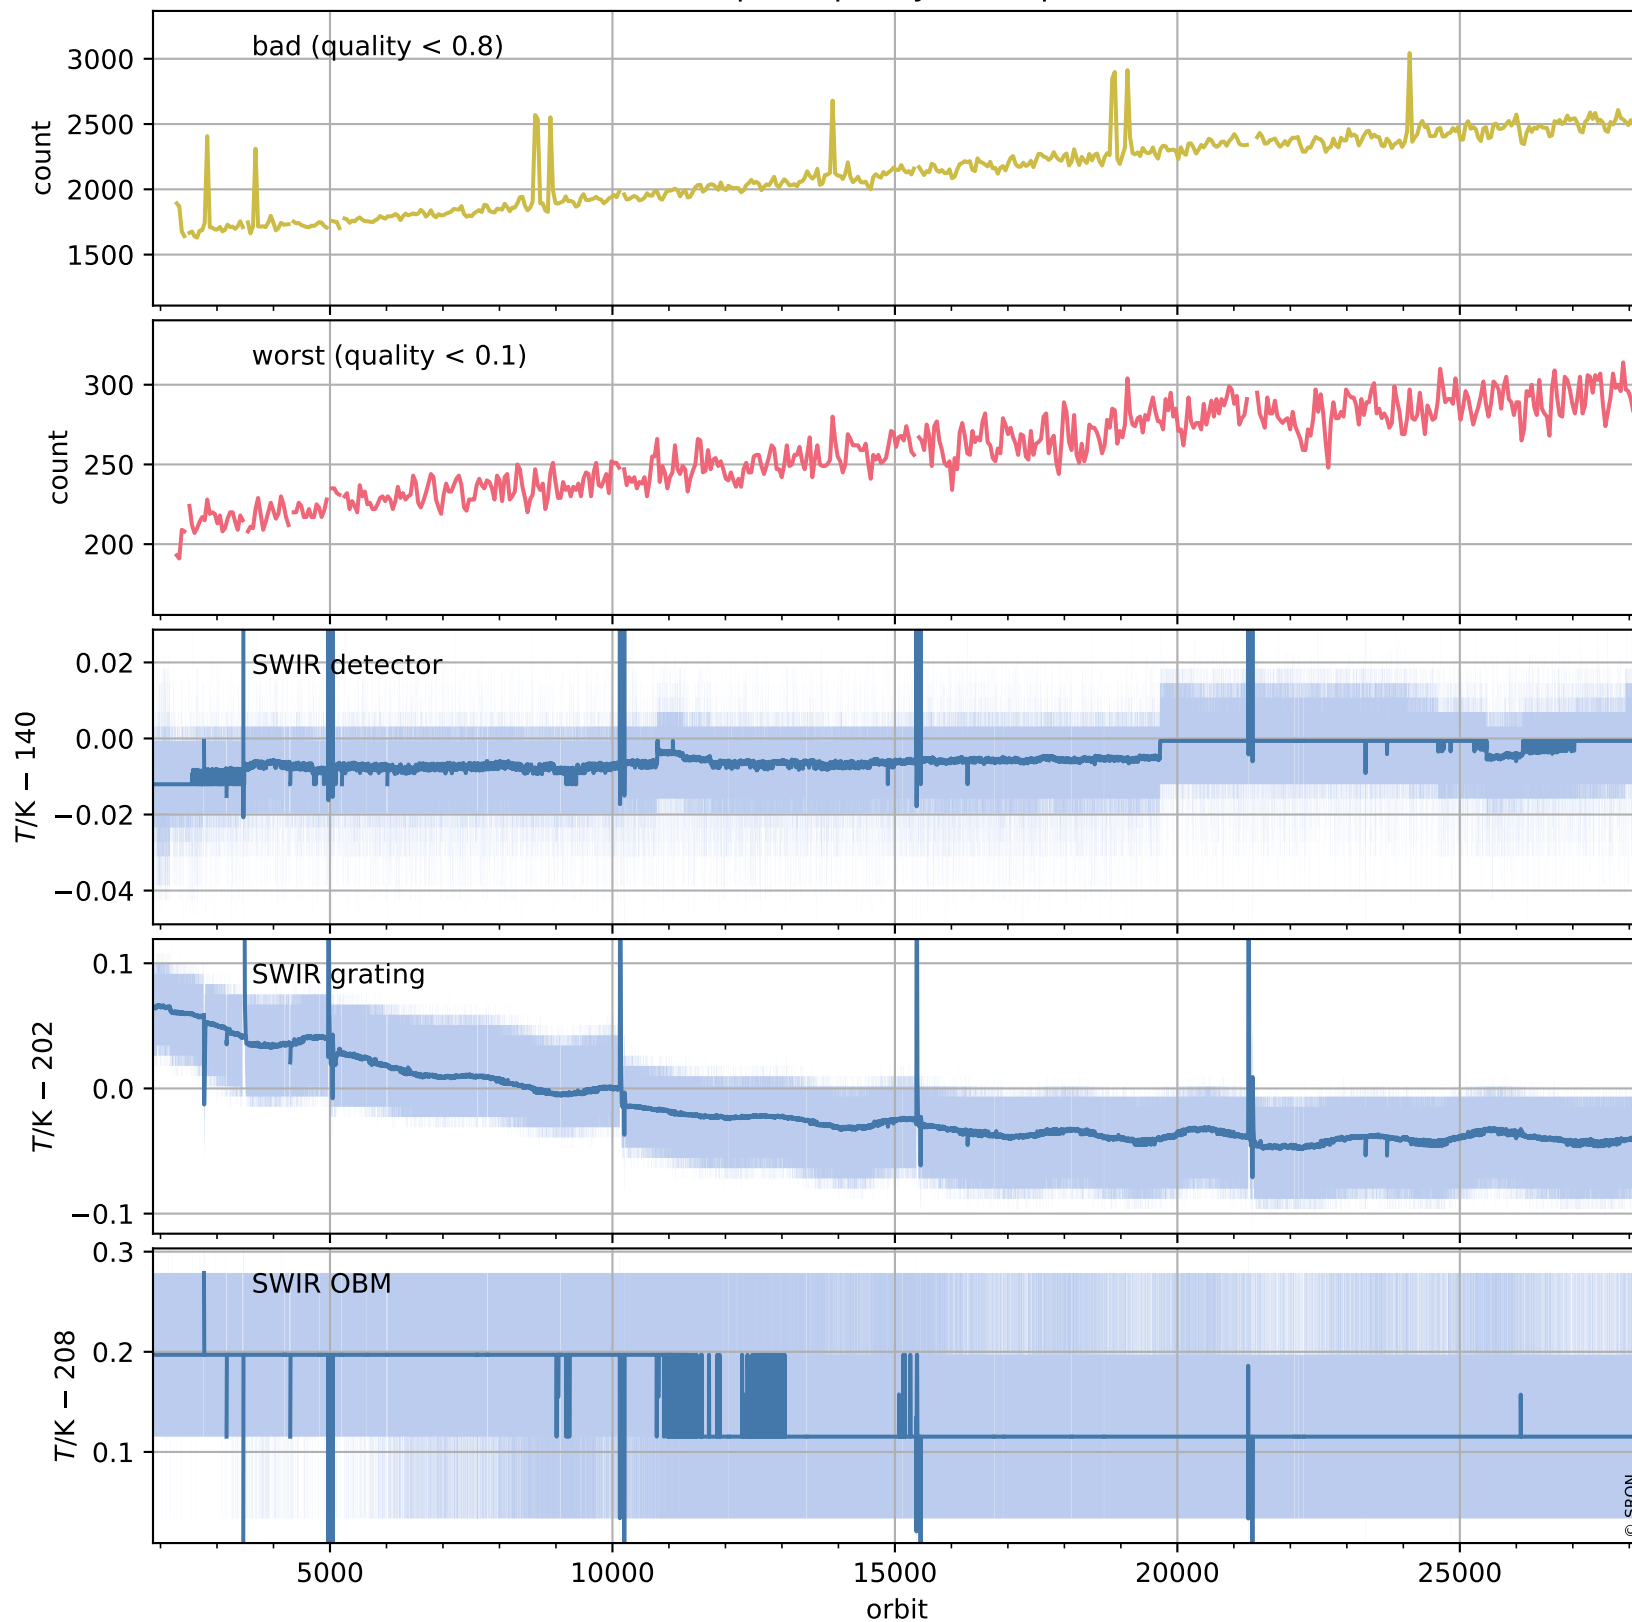 bad (quality < 0.8)
3000
2500
2000
1500
count
worst (quality < 0.1)
300
250
200
count
SWIR detector
0.02
0.00
−0.02
−0.04
T/K − 140
SWIR grating
0.1
0.0
−0.1
T/K − 202
SWIR OBM
0.3
0.2
0.1
T/K − 208
© SRON
5000 10000 15000 20000 25000
orbit